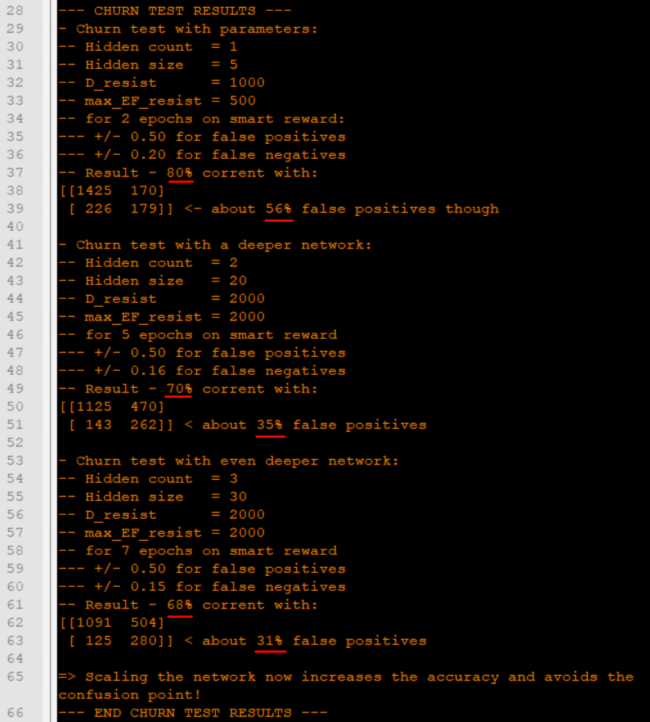 28 --- CHURN TEST RESULTS ---
29 - Churn test with parameters:
30 -- Hidden count = 1
31 -- Hidden size = 5
32 -- D_resist = 1000
33 -- max_EF_resist = 500
34 -- for 2 epochs on smart reward:
35 --- +/- 0.50 for false positives
36 --- +/- 0.20 for false negatives
37 -- Result - 80% corrent with:
38 [[1425 170]
39 [ 226 179]] <- about 56% false positives though
40
41 - Churn test with a deeper network:
42 -- Hidden count = 2
43 -- Hidden size = 20
44 -- D_resist = 2000
45 -- max_EF_resist = 2000
46 -- for 5 epochs on smart reward
47 --- +/- 0.50 for false positives
48 --- +/- 0.16 for false negatives
49 -- Result - 70% corrent with:
50 [[1125 470]
51 [ 143 262]] < about 35% false positives
52
53 - Churn test with even deeper network:
54 -- Hidden count = 3
55 -- Hidden size = 30
56 -- D_resist = 2000
57 -- max_EF_resist = 2000
58 -- for 7 epochs on smart reward
59 --- +/- 0.50 for false positives
60 --- +/- 0.15 for false negatives
61 -- Result - 68% corrent with:
62 [[1091 504]
63 [ 125 280]] < about 31% false positives
64
65 => Scaling the network now increases the accuracy and avoids the
confusion point!
66 --- END CHURN TEST RESULTS ---